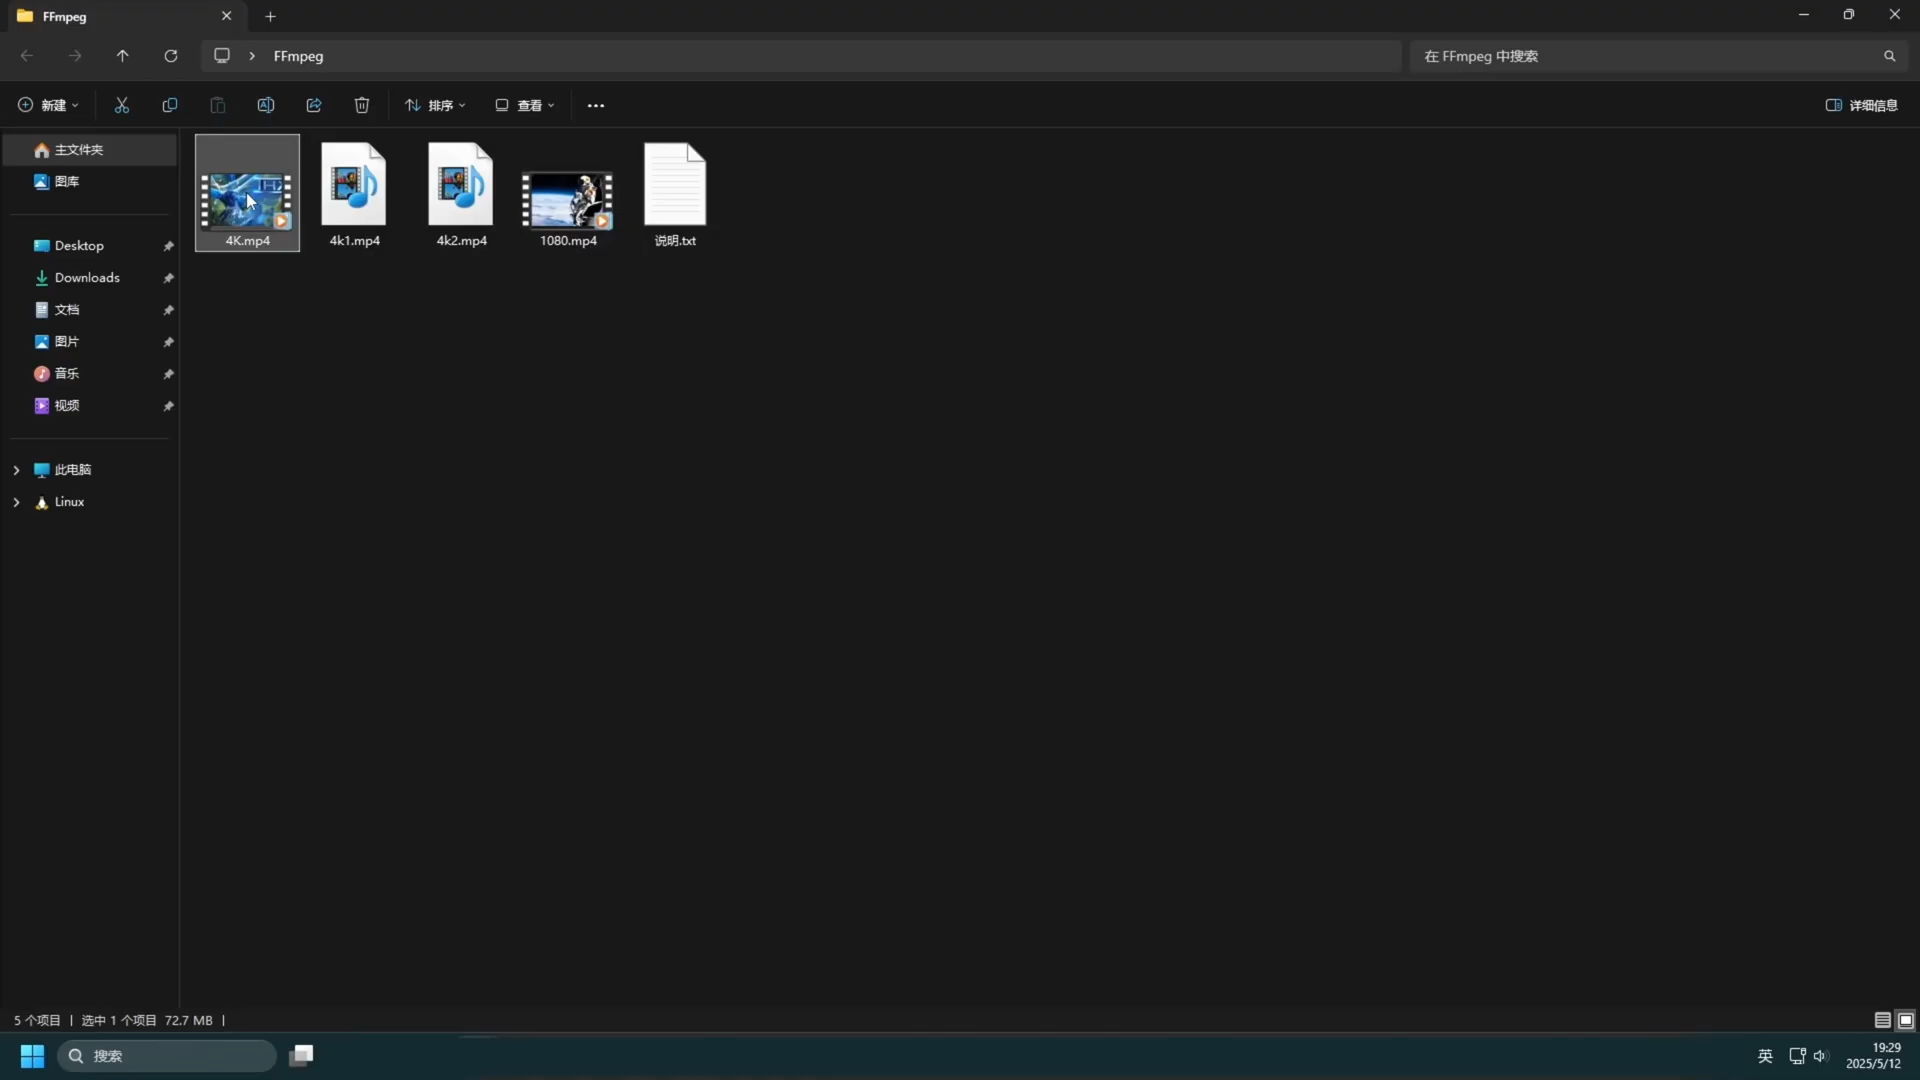 FFmpeg
FFmpeg
在 FFmpeg 中搜索
新建
排序
查看
详细信息
主文件夹
图库
Desktop
Downloads
文档
图片
音乐
视频
此电脑
Linux
4K.mp4
4k1.mp4
4k2.mp4
1080.mp4
说明.txt
5 个项目 | 选中 1 个项目 72.7 MB |
搜索
英
19:29
2025/5/12